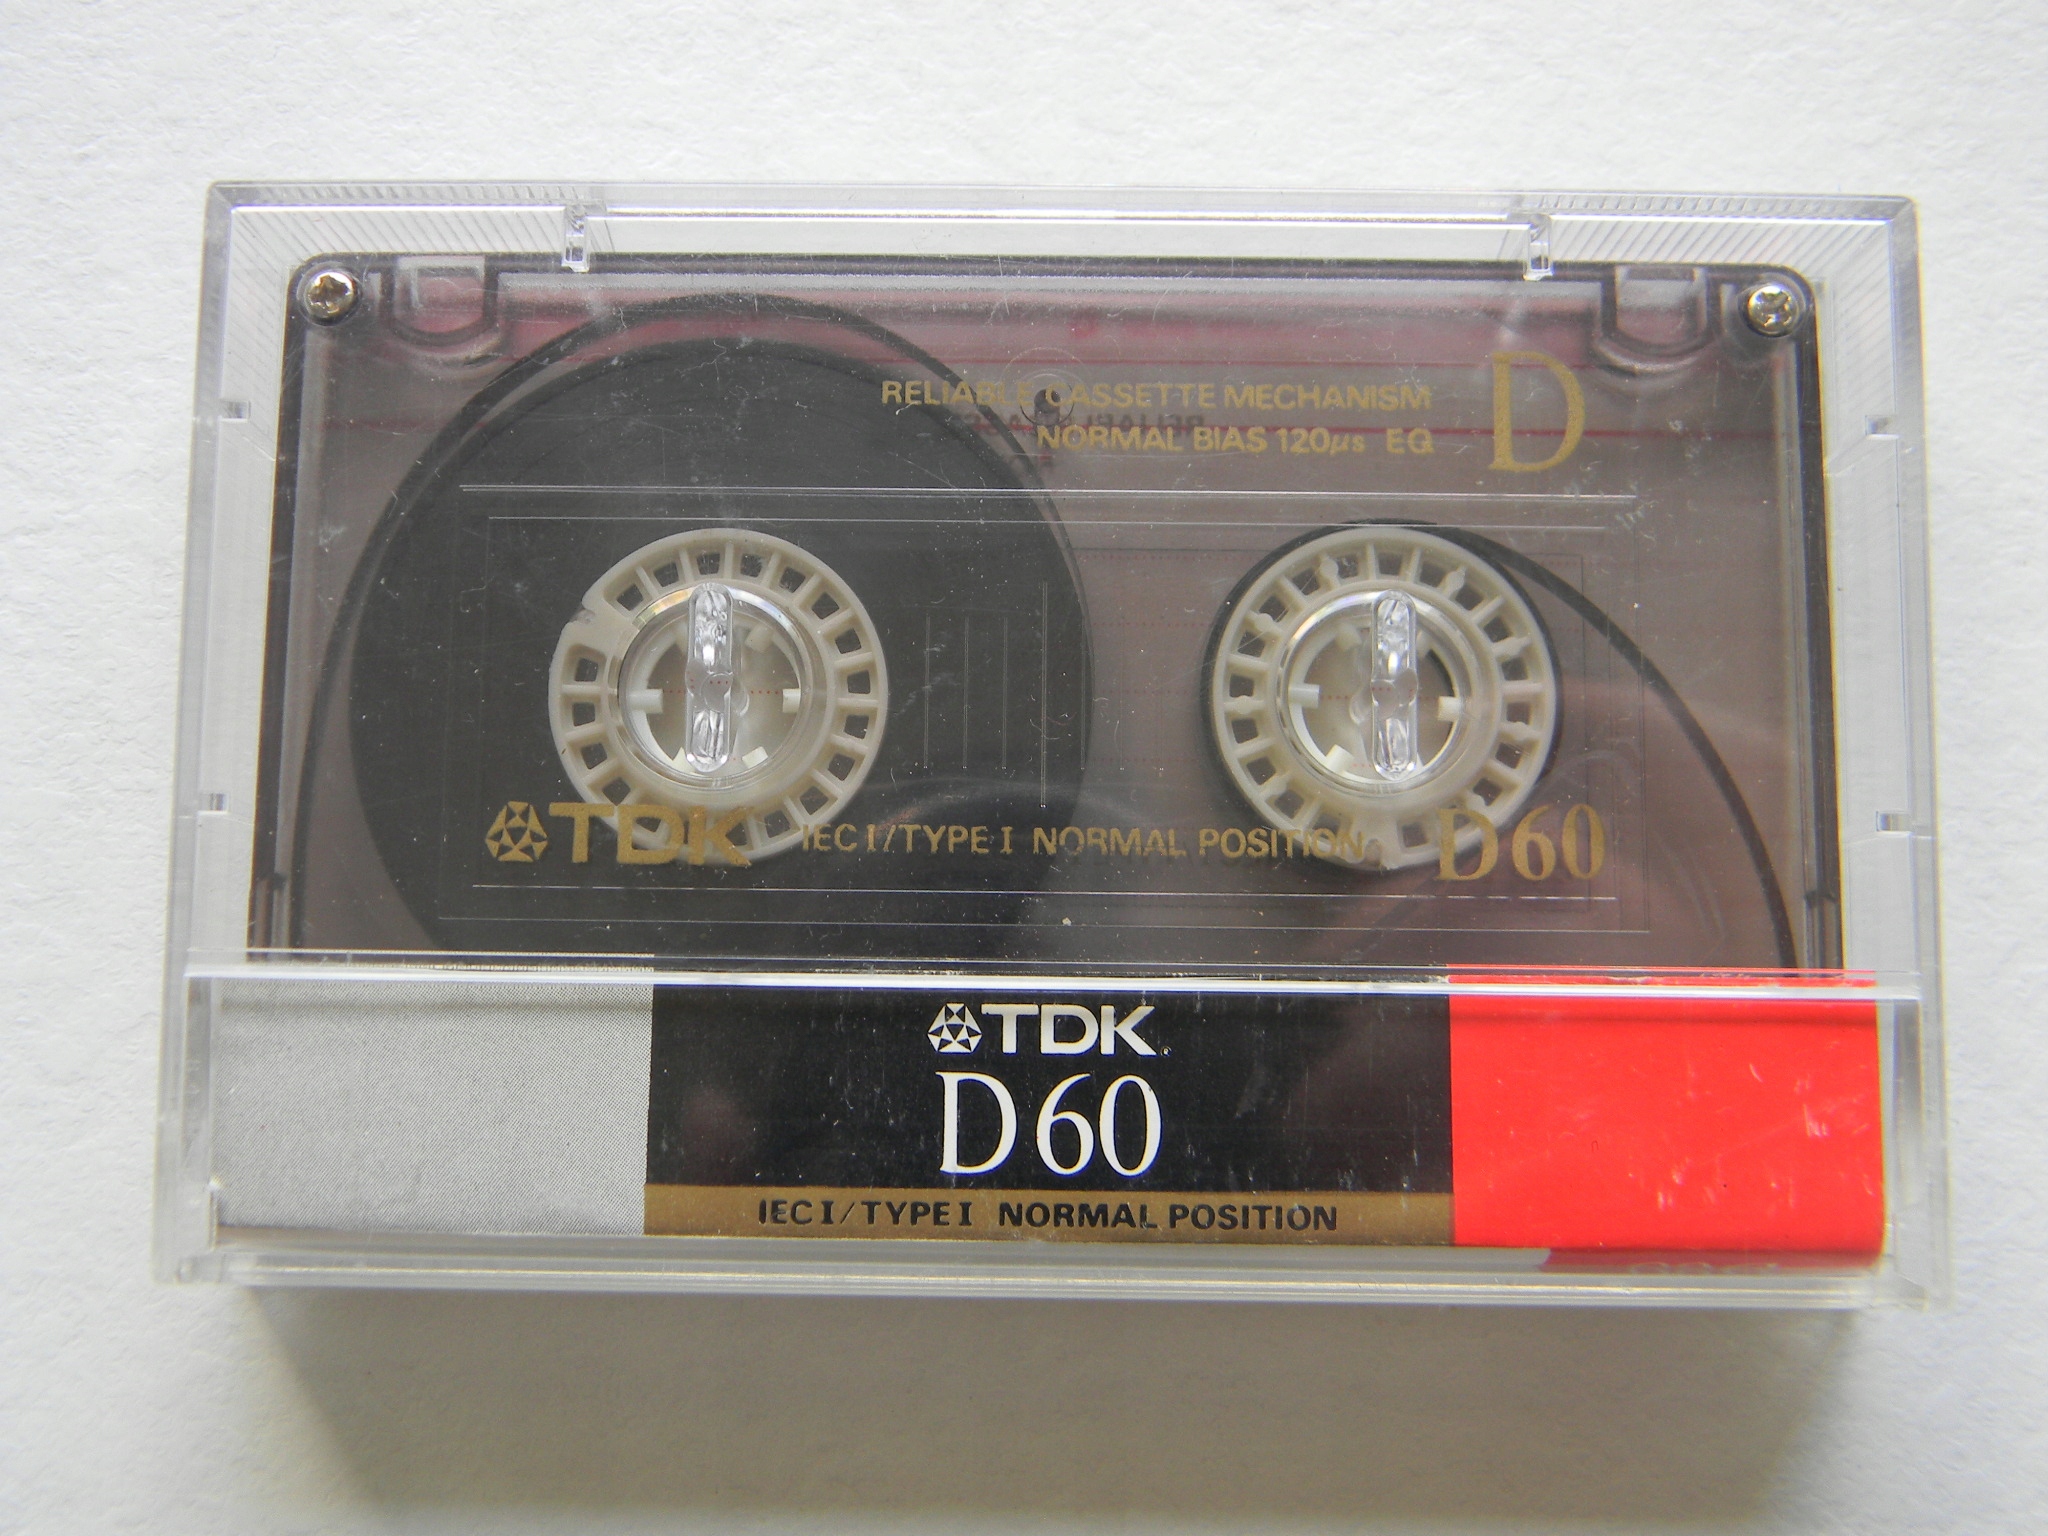 RELIABLE CASSETTE MECHANISM D
NORMAL BIAS 120μs EQ
TDK IEC I/TYPE I NORMAL POSITION D60
TDK®
D60
IEC I/TYPE I NORMAL POSITION